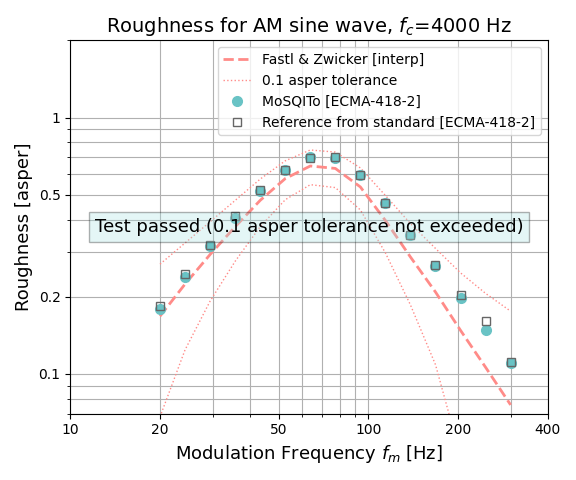 Roughness for AM sine wave, f_c=4000 Hz
Fastl & Zwicker [interp]
0.1 asper tolerance
MoSQITo [ECMA-418-2]
Reference from standard [ECMA-418-2]
1
0.5
0.2
0.1
Roughness [asper]
Test passed (0.1 asper tolerance not exceeded)
10 20 50 100 200 400
Modulation Frequency f_m [Hz]